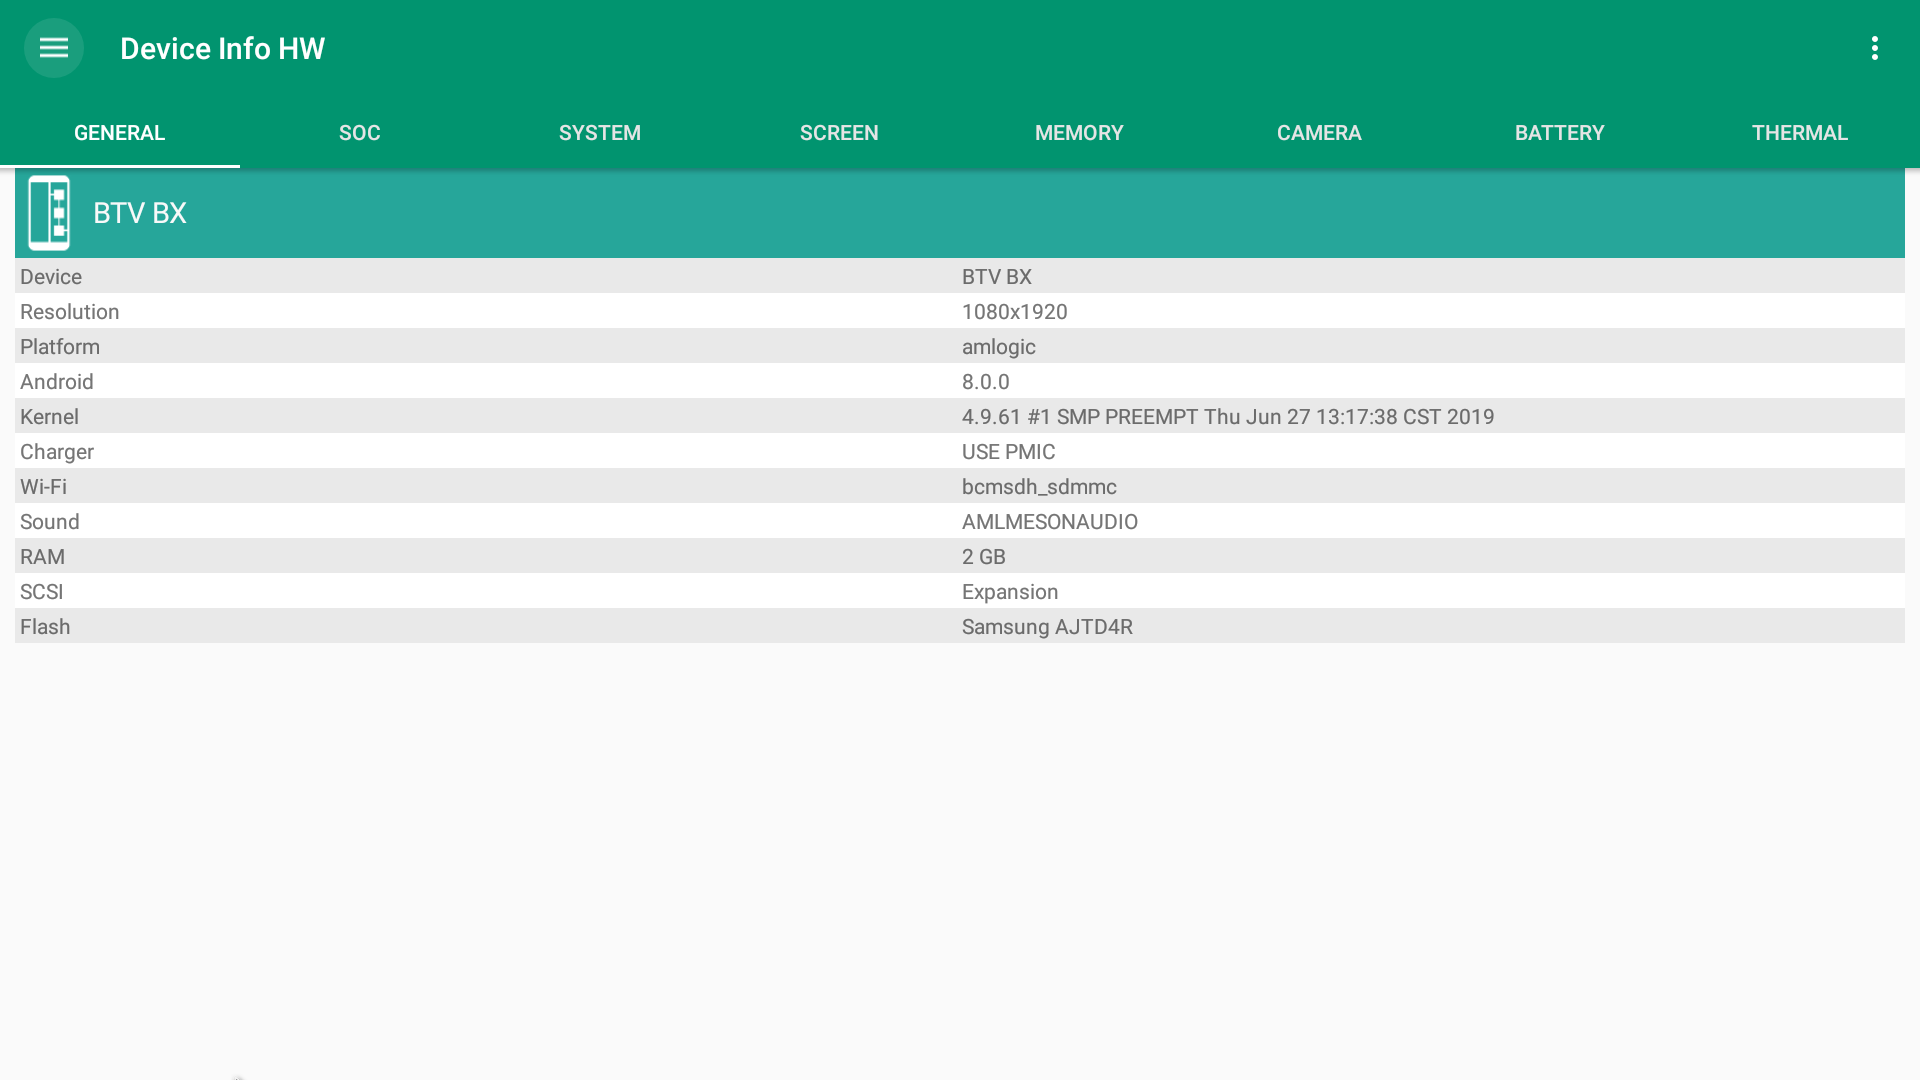 Device Info HW
GENERAL SOC SYSTEM SCREEN MEMORY CAMERA BATTERY THERMAL
BTV BX
Device BTV BX
Resolution 1080x1920
Platform amlogic
Android 8.0.0
Kernel 4.9.61 #1 SMP PREEMPT Thu Jun 27 13:17:38 CST 2019
Charger USE PMIC
Wi-Fi bcmsdh_sdmmc
Sound AMLMESONAUDIO
RAM 2 GB
SCSI Expansion
Flash Samsung AJTD4R